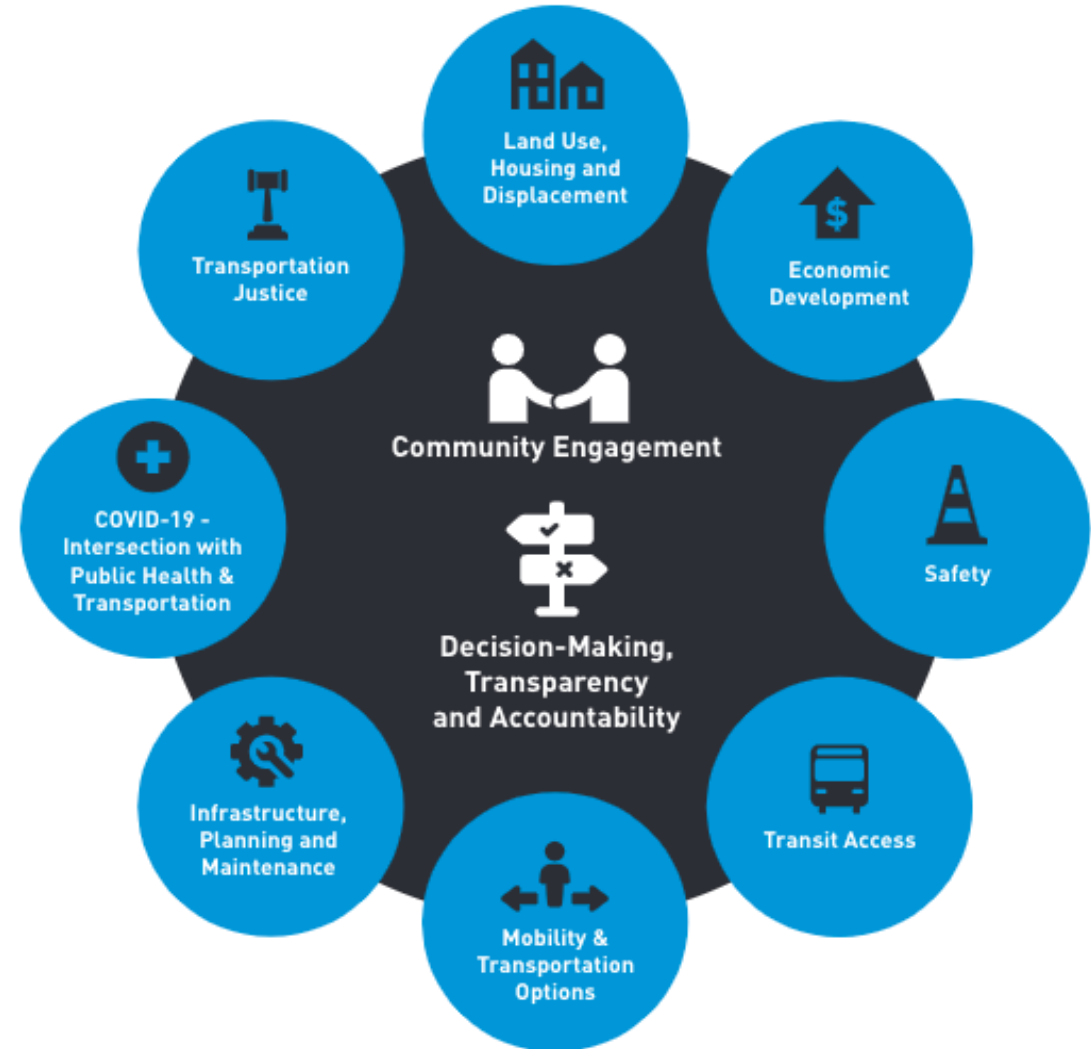 Land Use,
Housing and
Displacement
$
Economic
Development
Safety
Transit Access
Mobility &
Transportation
Options
Infrastructure,
Planning and
Maintenance
COVID-19 -
Intersection with
Public Health &
Transportation
Transportation
Justice
Community Engagement
Decision-Making,
Transparency
and Accountability